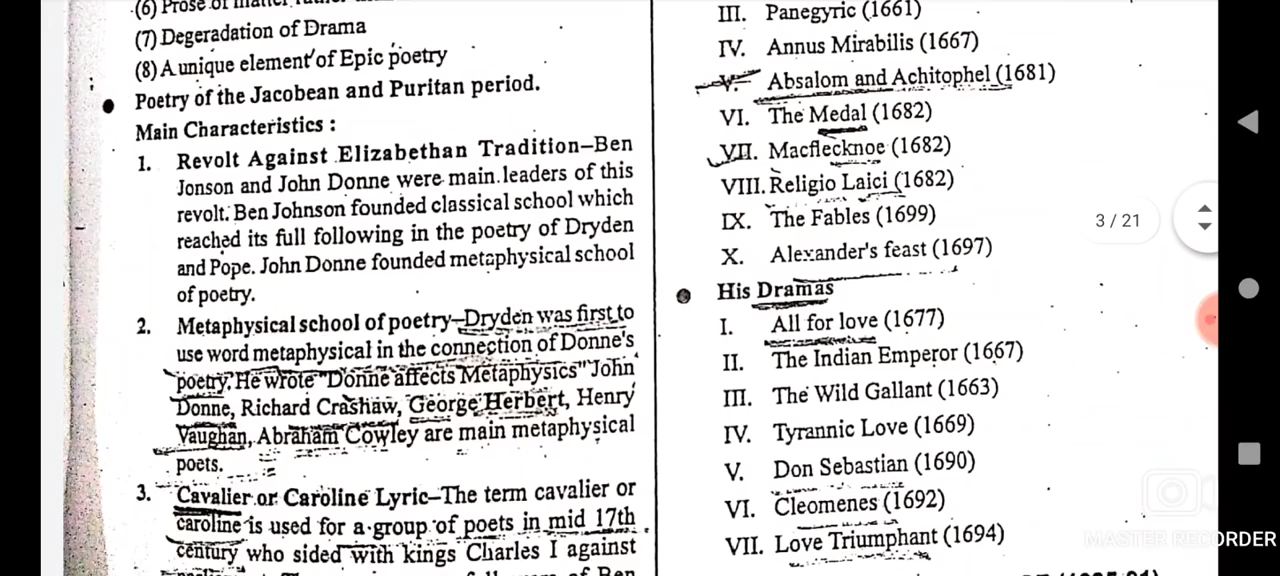 (6) Prose of
(7) Degeradation of Drama
(8) A unique element of Epic poetry
Poetry of the Jacobean and Puritan period.
Main Characteristics :
1. Revolt Against Elizabethan Tradition–Ben
Jonson and John Donne were main leaders of this
revolt. Ben Johnson founded classical school which
reached its full following in the poetry of Dryden
and Pope. John Donne founded metaphysical school
of poetry.
2. Metaphysical school of poetry–Dryden was first to
use word metaphysical in the connection of Donne's
poetry. He wrote "Donne affects Metaphysics" John
Donne, Richard Crashaw, George Herbert, Henry
Vaughan, Abraham Cowley are main metaphysical
poets.
3. Cavalier or Caroline Lyric–The term cavalier or
caroline is used for a group of poets in mid 17th
century who sided with kings Charles I against
III. Panegyric (1661)
IV. Annus Mirabilis (1667)
V. Absalom and Achitophel (1681)
VI. The Medal (1682)
VII. Macflecknoe (1682)
VIII. Religio Laici (1682)
IX. The Fables (1699)
X. Alexander's feast (1697)
His Dramas
I. All for love (1677)
II. The Indian Emperor (1667)
III. The Wild Gallant (1663)
IV. Tyrannic Love (1669)
V. Don Sebastian (1690)
VI. Cleomenes (1692)
VII. Love Triumphant (1694)
3 / 21
MASTER RECORDER